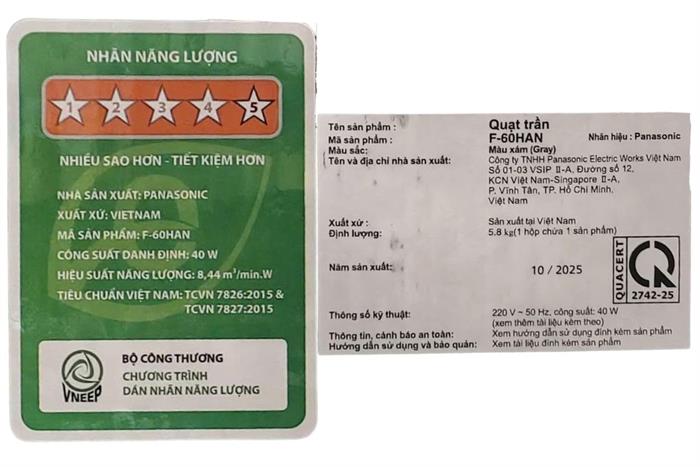 NHÃN NĂNG LƯỢNG
1 2 3 4 5
NHIỀU SAO HƠN - TIẾT KIỆM HƠN
NHÀ SẢN XUẤT: PANASONIC
XUẤT XỨ: VIETNAM
MÃ SẢN PHẨM: F-60HAN
CÔNG SUẤT DANH ĐỊNH: 40 W
HIỆU SUẤT NĂNG LƯỢNG: 8,44 m³/min.W
TIÊU CHUẨN VIỆT NAM: TCVN 7826:2015 &
TCVN 7827:2015
VNEEP
BỘ CÔNG THƯƠNG
CHƯƠNG TRÌNH
DÁN NHÃN NĂNG LƯỢNG
Tên sản phẩm : Quạt trần
Mã sản phẩm : F-60HAN Nhãn hiệu : Panasonic
Màu sắc: Màu xám (Gray)
Tên và địa chỉ nhà sản xuất: Công ty TNHH Panasonic Electric Works Việt Nam
Số 01-03 VSIP II-A, Đường số 12,
KCN Việt Nam-Singapore II-A,
P. Vĩnh Tân, TP. Hồ Chí Minh,
Việt Nam
Xuất xứ : Sản xuất tại Việt Nam
Định lượng: 5.8 kg(1 hộp chứa 1 sản phẩm)
Năm sản xuất: 10 / 2025
QUACERT
2742-25
Thông số kỹ thuật: 220 V ~ 50 Hz, công suất: 40 W
(xem thêm tài liệu kèm theo)
Thông tin, cảnh báo an toàn: Xem hướng dẫn sử dụng đính kèm sản phẩm
Hướng dẫn sử dụng và bảo quản: Xem tài liệu đính kèm sản phẩm